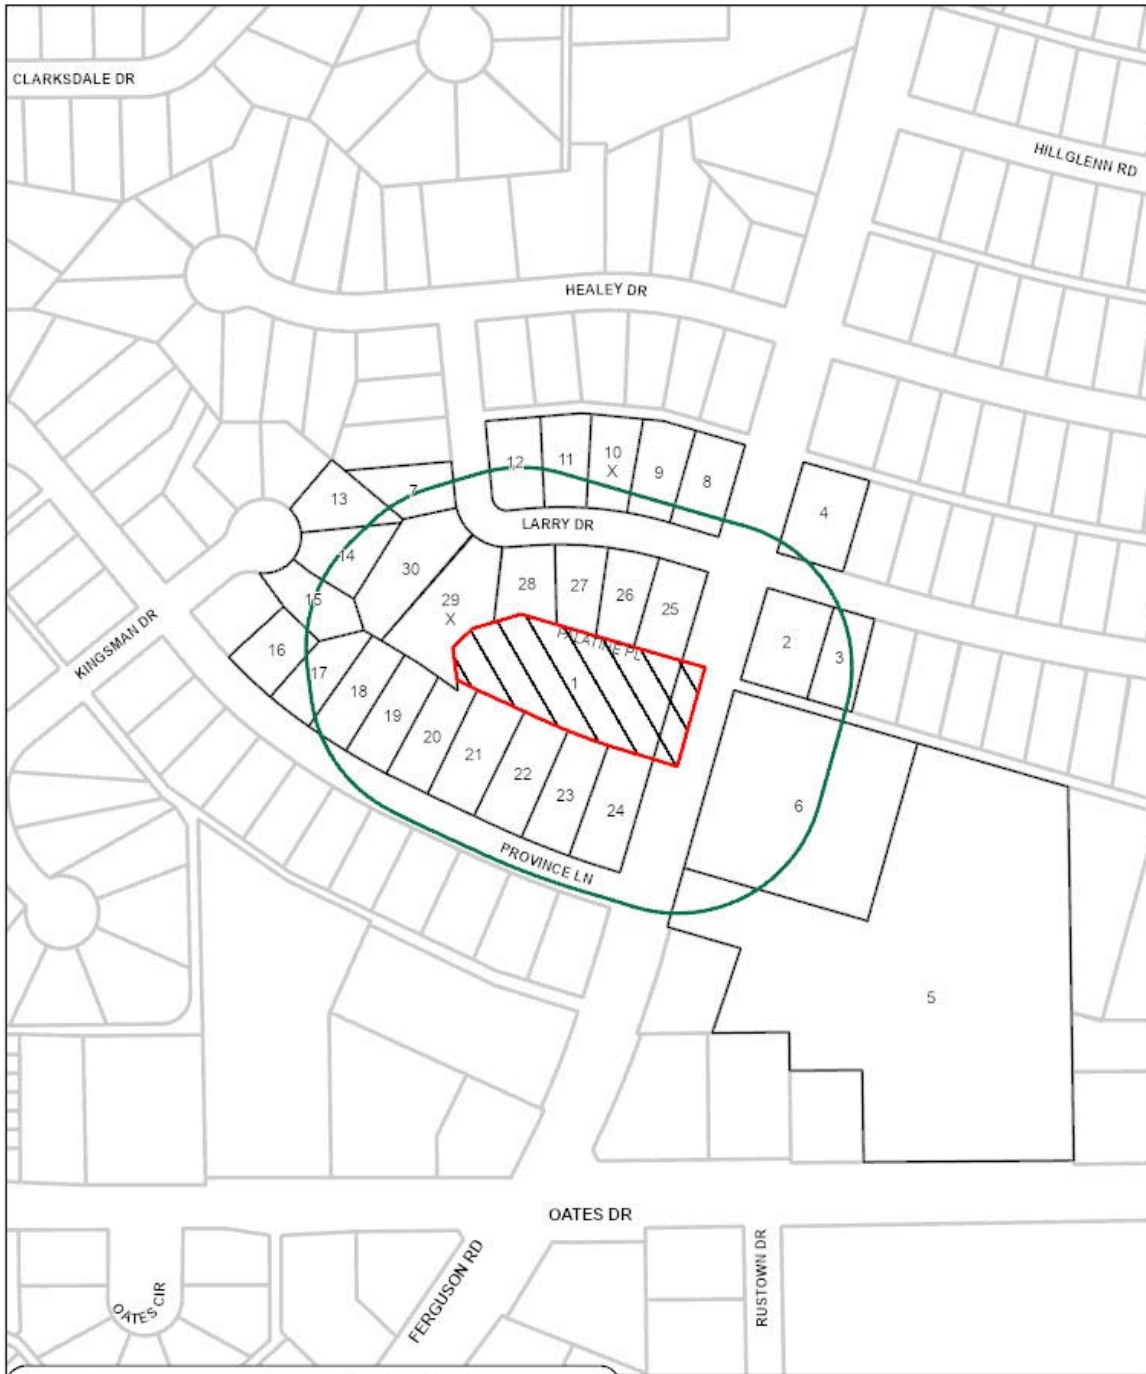 CLARKSDALE DR
HILLGLENN RD
HEALEY DR
12
11
10
X
9
8
7
13
4
LARRY DR
14
30
28
27
26
25
15
29
X
PALATINE PL
2
3
KINGSMAN DR
16
17
18
1
19
20
21
22
23
24
6
PROVINCE LN
5
OATES DR
FERGUSON RD
RUSTOWN DR
OATES CIR